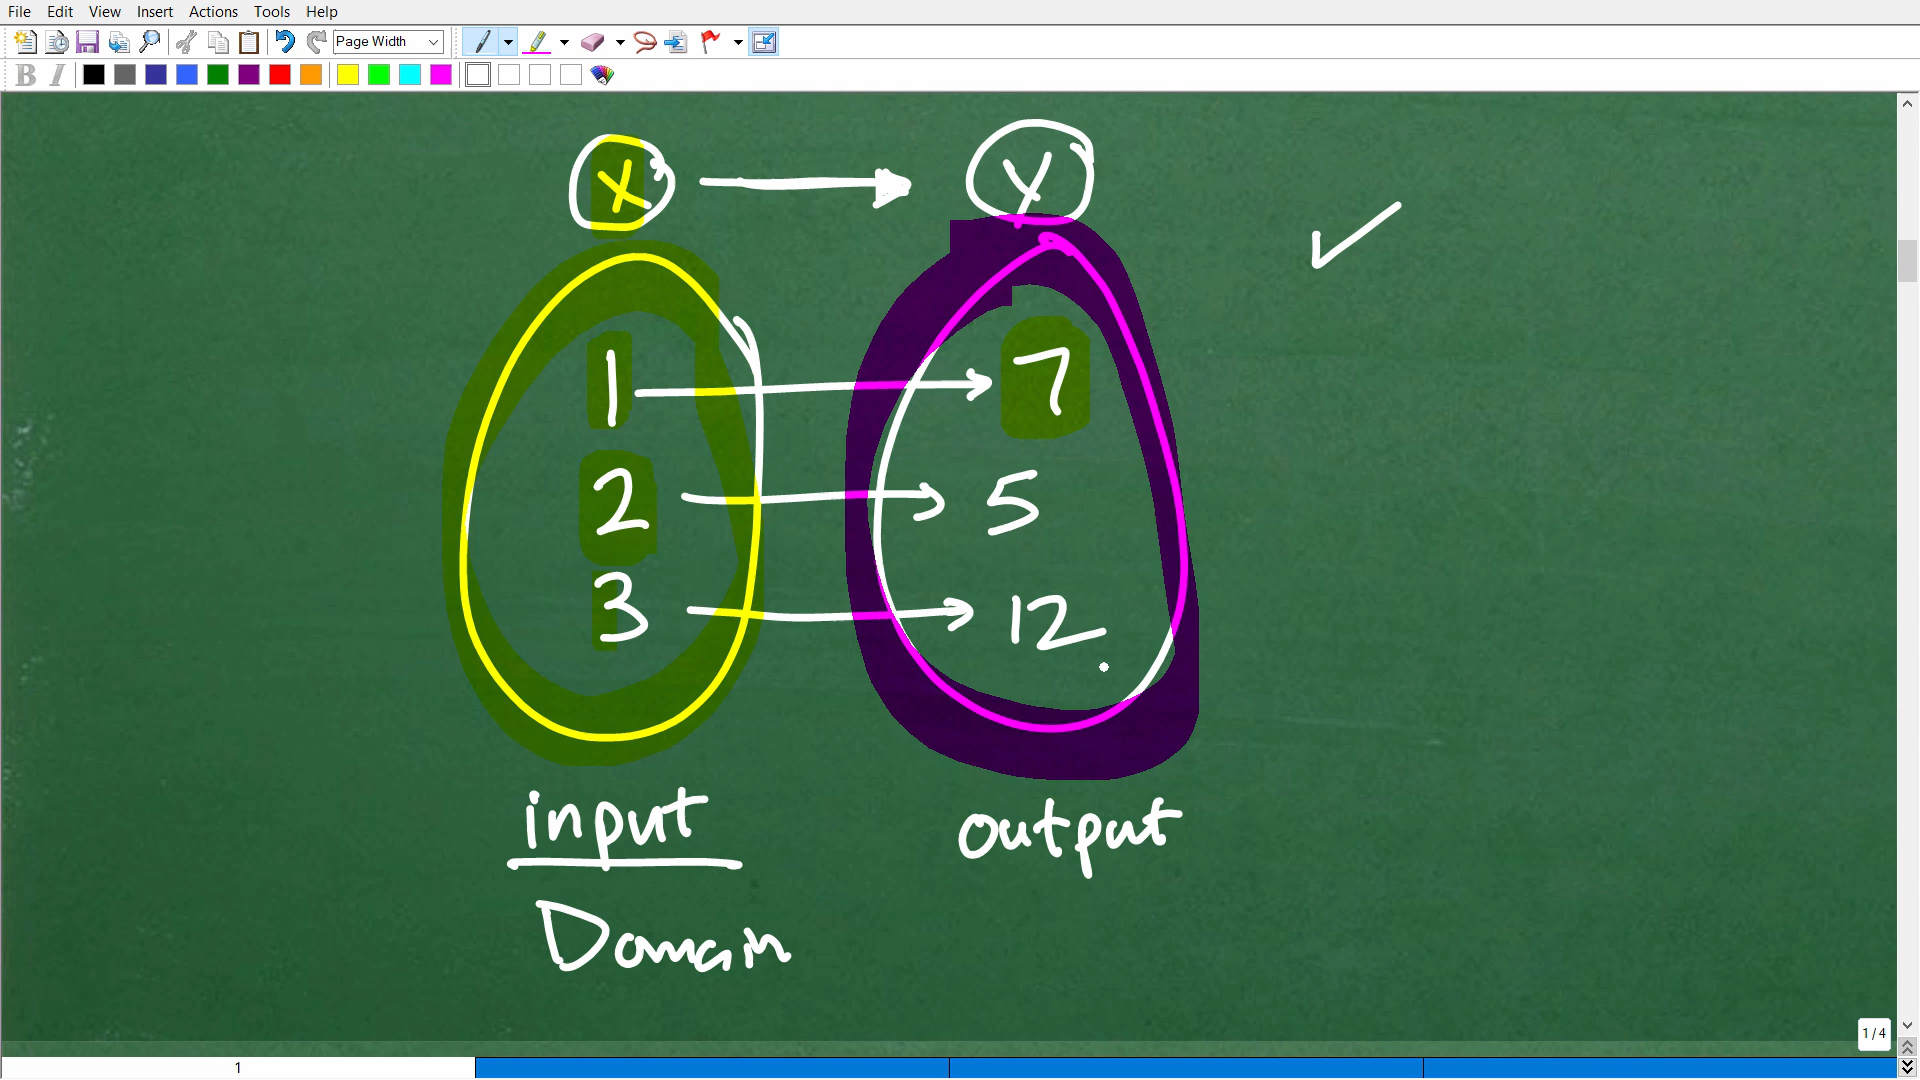 File Edit View Insert Actions Tools Help
Page Width
B I
x y
1 7
2 5
3 12
input output
Domain
1 / 4
1